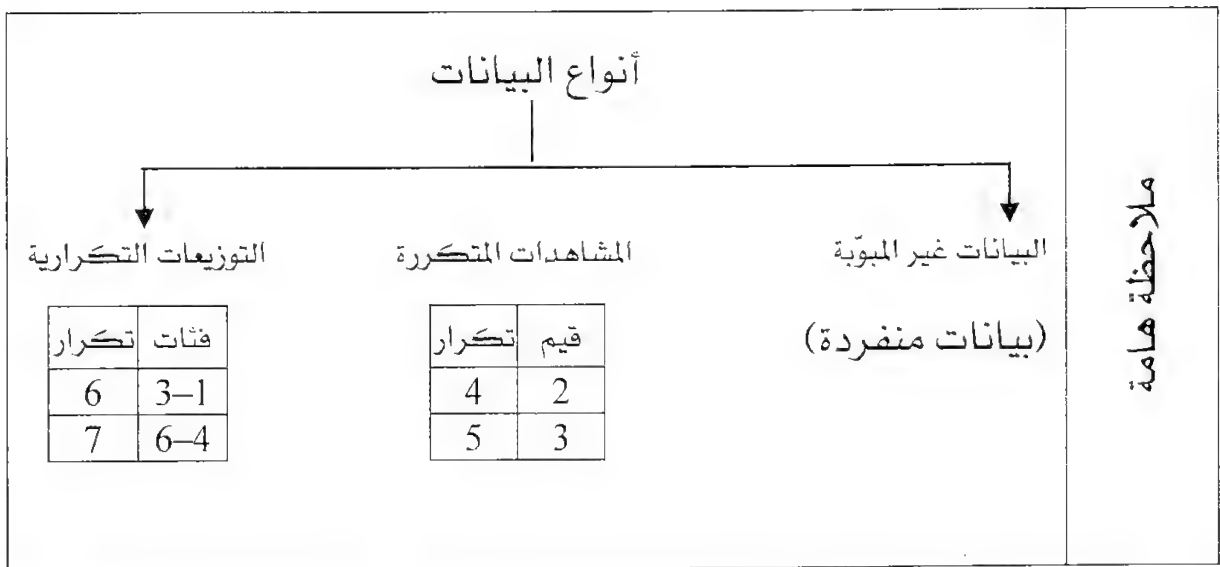 ملاحظة هامة
أنواع البيانات
البيانات غير المبوّبة
(بيانات منفردة)
المشاهدات المتكررة
قيم تكرار
2 4
3 5
التوزيعات التكرارية
فئات تكرار
3–1 6
6–4 7